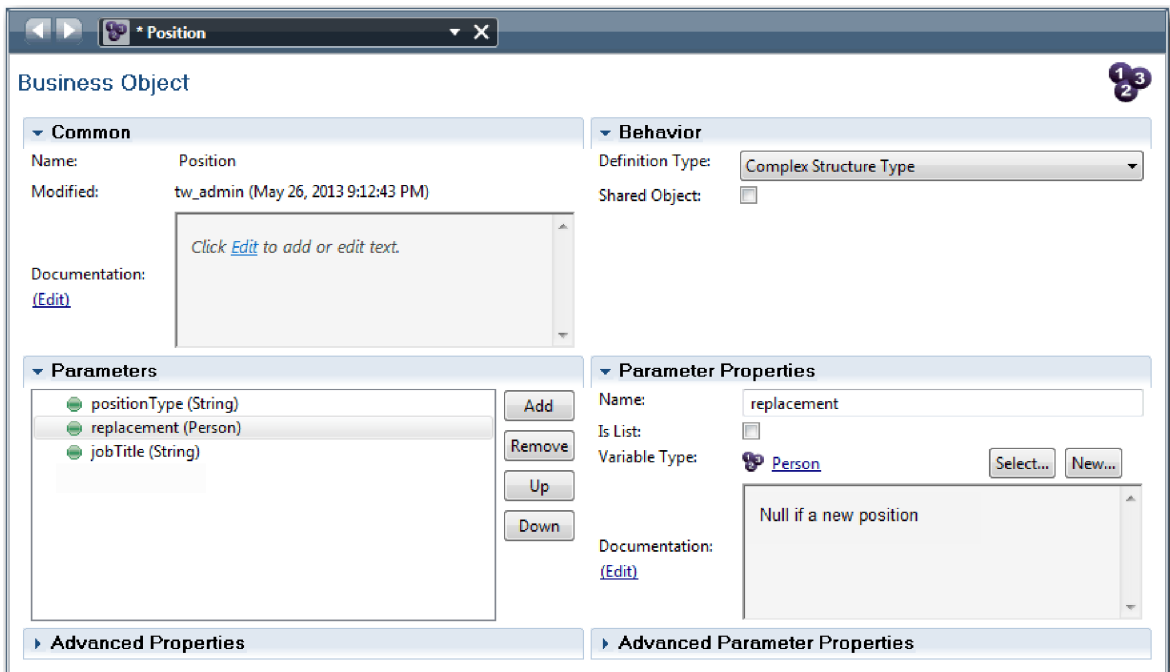 * Position
Business Object
1 3
2
Common
Name: Position
Modified: tw_admin (May 26, 2013 9:12:43 PM)
Click Edit to add or edit text.
Documentation:
(Edit)
Behavior
Definition Type: Complex Structure Type
Shared Object:
Parameters
positionType (String)
replacement (Person)
jobTitle (String)
Add
Remove
Up
Down
Parameter Properties
Name: replacement
Is List:
Variable Type: Person Select... New...
Null if a new position
Documentation:
(Edit)
Advanced Properties
Advanced Parameter Properties